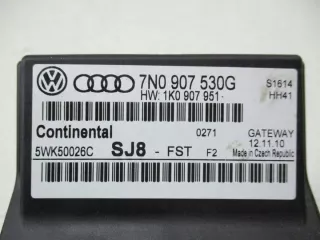 7N0 907 530G
HW: 1K0 907 951
S1614
HH41
Continental
0271
GATEWAY
12.11.10
5WK50026C
SJ8 - FST F2
Made in Czech Republic